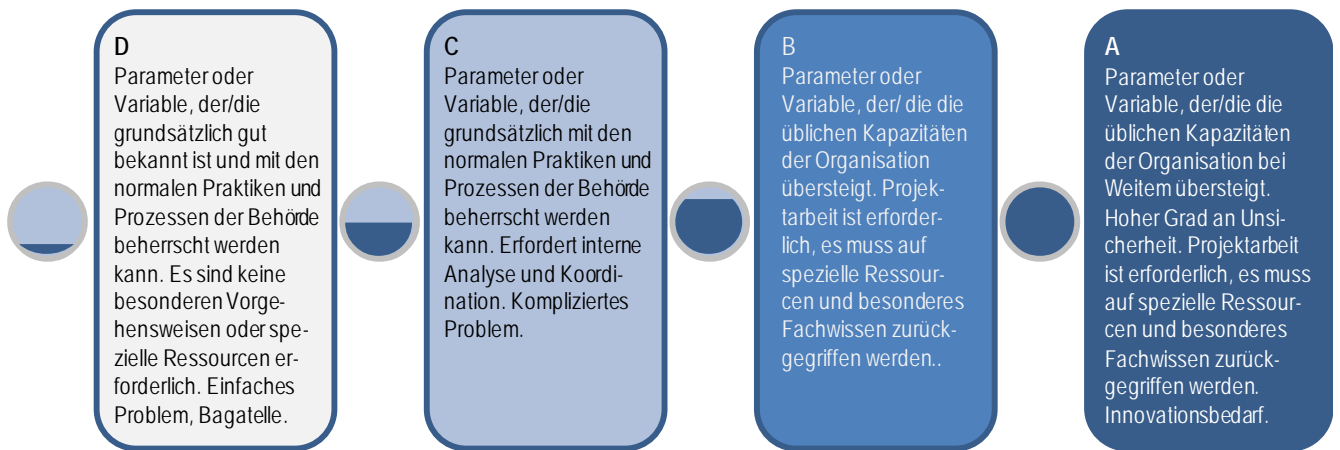 D
Parameter oder
Variable, der/die
grundsätzlich gut
bekannt ist und mit den
normalen Praktiken und
Prozessen der Behörde
beherrscht werden
kann. Es sind keine
besonderen Vorge-
hensweisen oder spe-
zielle Ressourcen er-
forderlich. Einfaches
Problem, Bagatelle.
C
Parameter oder
Variable, der/die
grundsätzlich mit den
normalen Praktiken und
Prozessen der Behörde
beherrscht werden
kann. Erfordert interne
Analyse und Koordi-
nation. Kompliziertes
Problem.
B
Parameter oder
Variable, der/ die die
üblichen Kapazitäten
der Organisation
übersteigt. Projek-
tarbeit ist erforder-
lich, es muss auf
spezielle Ressour-
cen und besonderes
Fachwissen zurück-
gegriffen werden..
A
Parameter oder
Variable, der/die die
üblichen Kapazitäten
der Organisation bei
Weitem übersteigt.
Hoher Grad an Unsi-
cherheit. Projektarbeit
ist erforderlich, es muss
auf spezielle Ressour-
cen und besonderes
Fachwissen zurück-
gegriffen werden.
Innovationsbedarf.